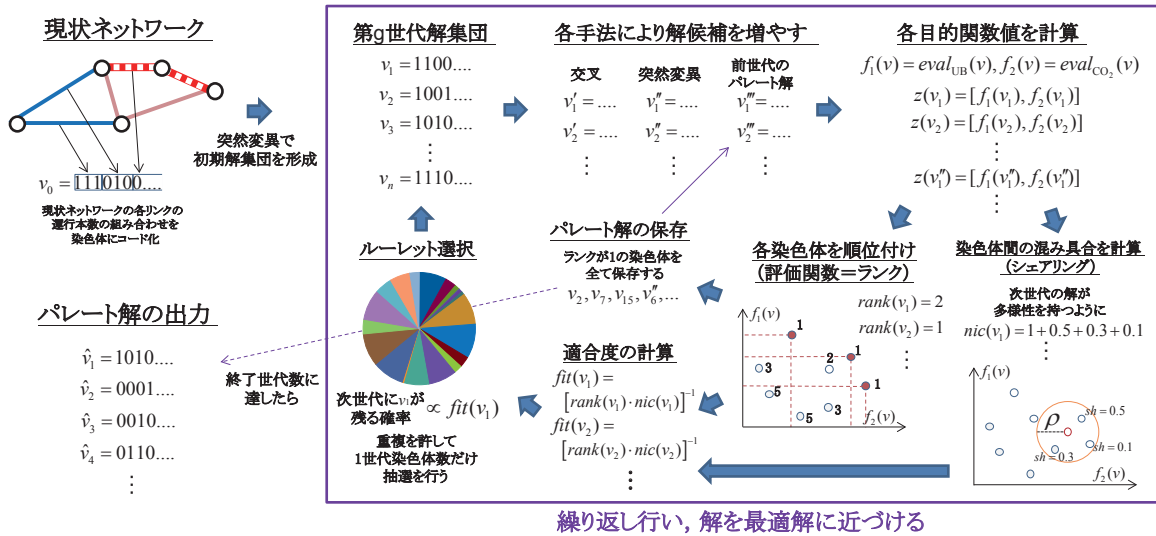 現状ネットワーク
v₀ = 1110100....
現状ネットワークの各リンクの
運行本数の組み合わせを
染色体にコード化
突然変異で
初期解集団を形成
第g世代解集団
v₁ = 1100....
v₂ = 1001....
v₃ = 1010....
⋮
vₙ = 1110....
各手法により解候補を増やす
交叉
v₁′ = ....
v₂′ = ....
⋮
突然変異
v₁″ = ....
v₂″ = ....
⋮
前世代の
パレート解
v₁‴ = ....
v₂‴ = ....
⋮
各目的関数値を計算
f₁(v) = eval_UB(v), f₂(v) = eval_CO₂(v)
z(v₁) = [f₁(v₁), f₂(v₁)]
z(v₂) = [f₁(v₂), f₂(v₂)]
⋮
z(v₁″) = [f₁(v₁″), f₂(v₁″)]
⋮
各染色体を順位付け
(評価関数=ランク)
rank(v₁) = 2
rank(v₂) = 1
⋮
f₁(v)
1
1
2
3
1
5
3
5
f₂(v)
染色体間の混み具合を計算
(シェアリング)
次世代の解が
多様性を持つように
nic(v₁) = 1 + 0.5 + 0.3 + 0.1
⋮
f₁(v)
sh = 0.5
ρ
sh = 0.1
sh = 0.3
f₂(v)
パレート解の保存
ランクが1の染色体を
全て保存する
v₂, v₇, v₁₅, v₆″, ...
適合度の計算
fit(v₁) =
[rank(v₁)·nic(v₁)]⁻¹
fit(v₂) =
[rank(v₂)·nic(v₂)]⁻¹
⋮
ルーレット選択
次世代にv₁が
残る確率 ∝ fit(v₁)
重複を許して
1世代染色体数だけ
抽選を行う
終了世代数に
達したら
パレート解の出力
v̂₁ = 1010....
v̂₂ = 0001....
v̂₃ = 0010....
v̂₄ = 0110....
⋮
繰り返し行い, 解を最適解に近づける